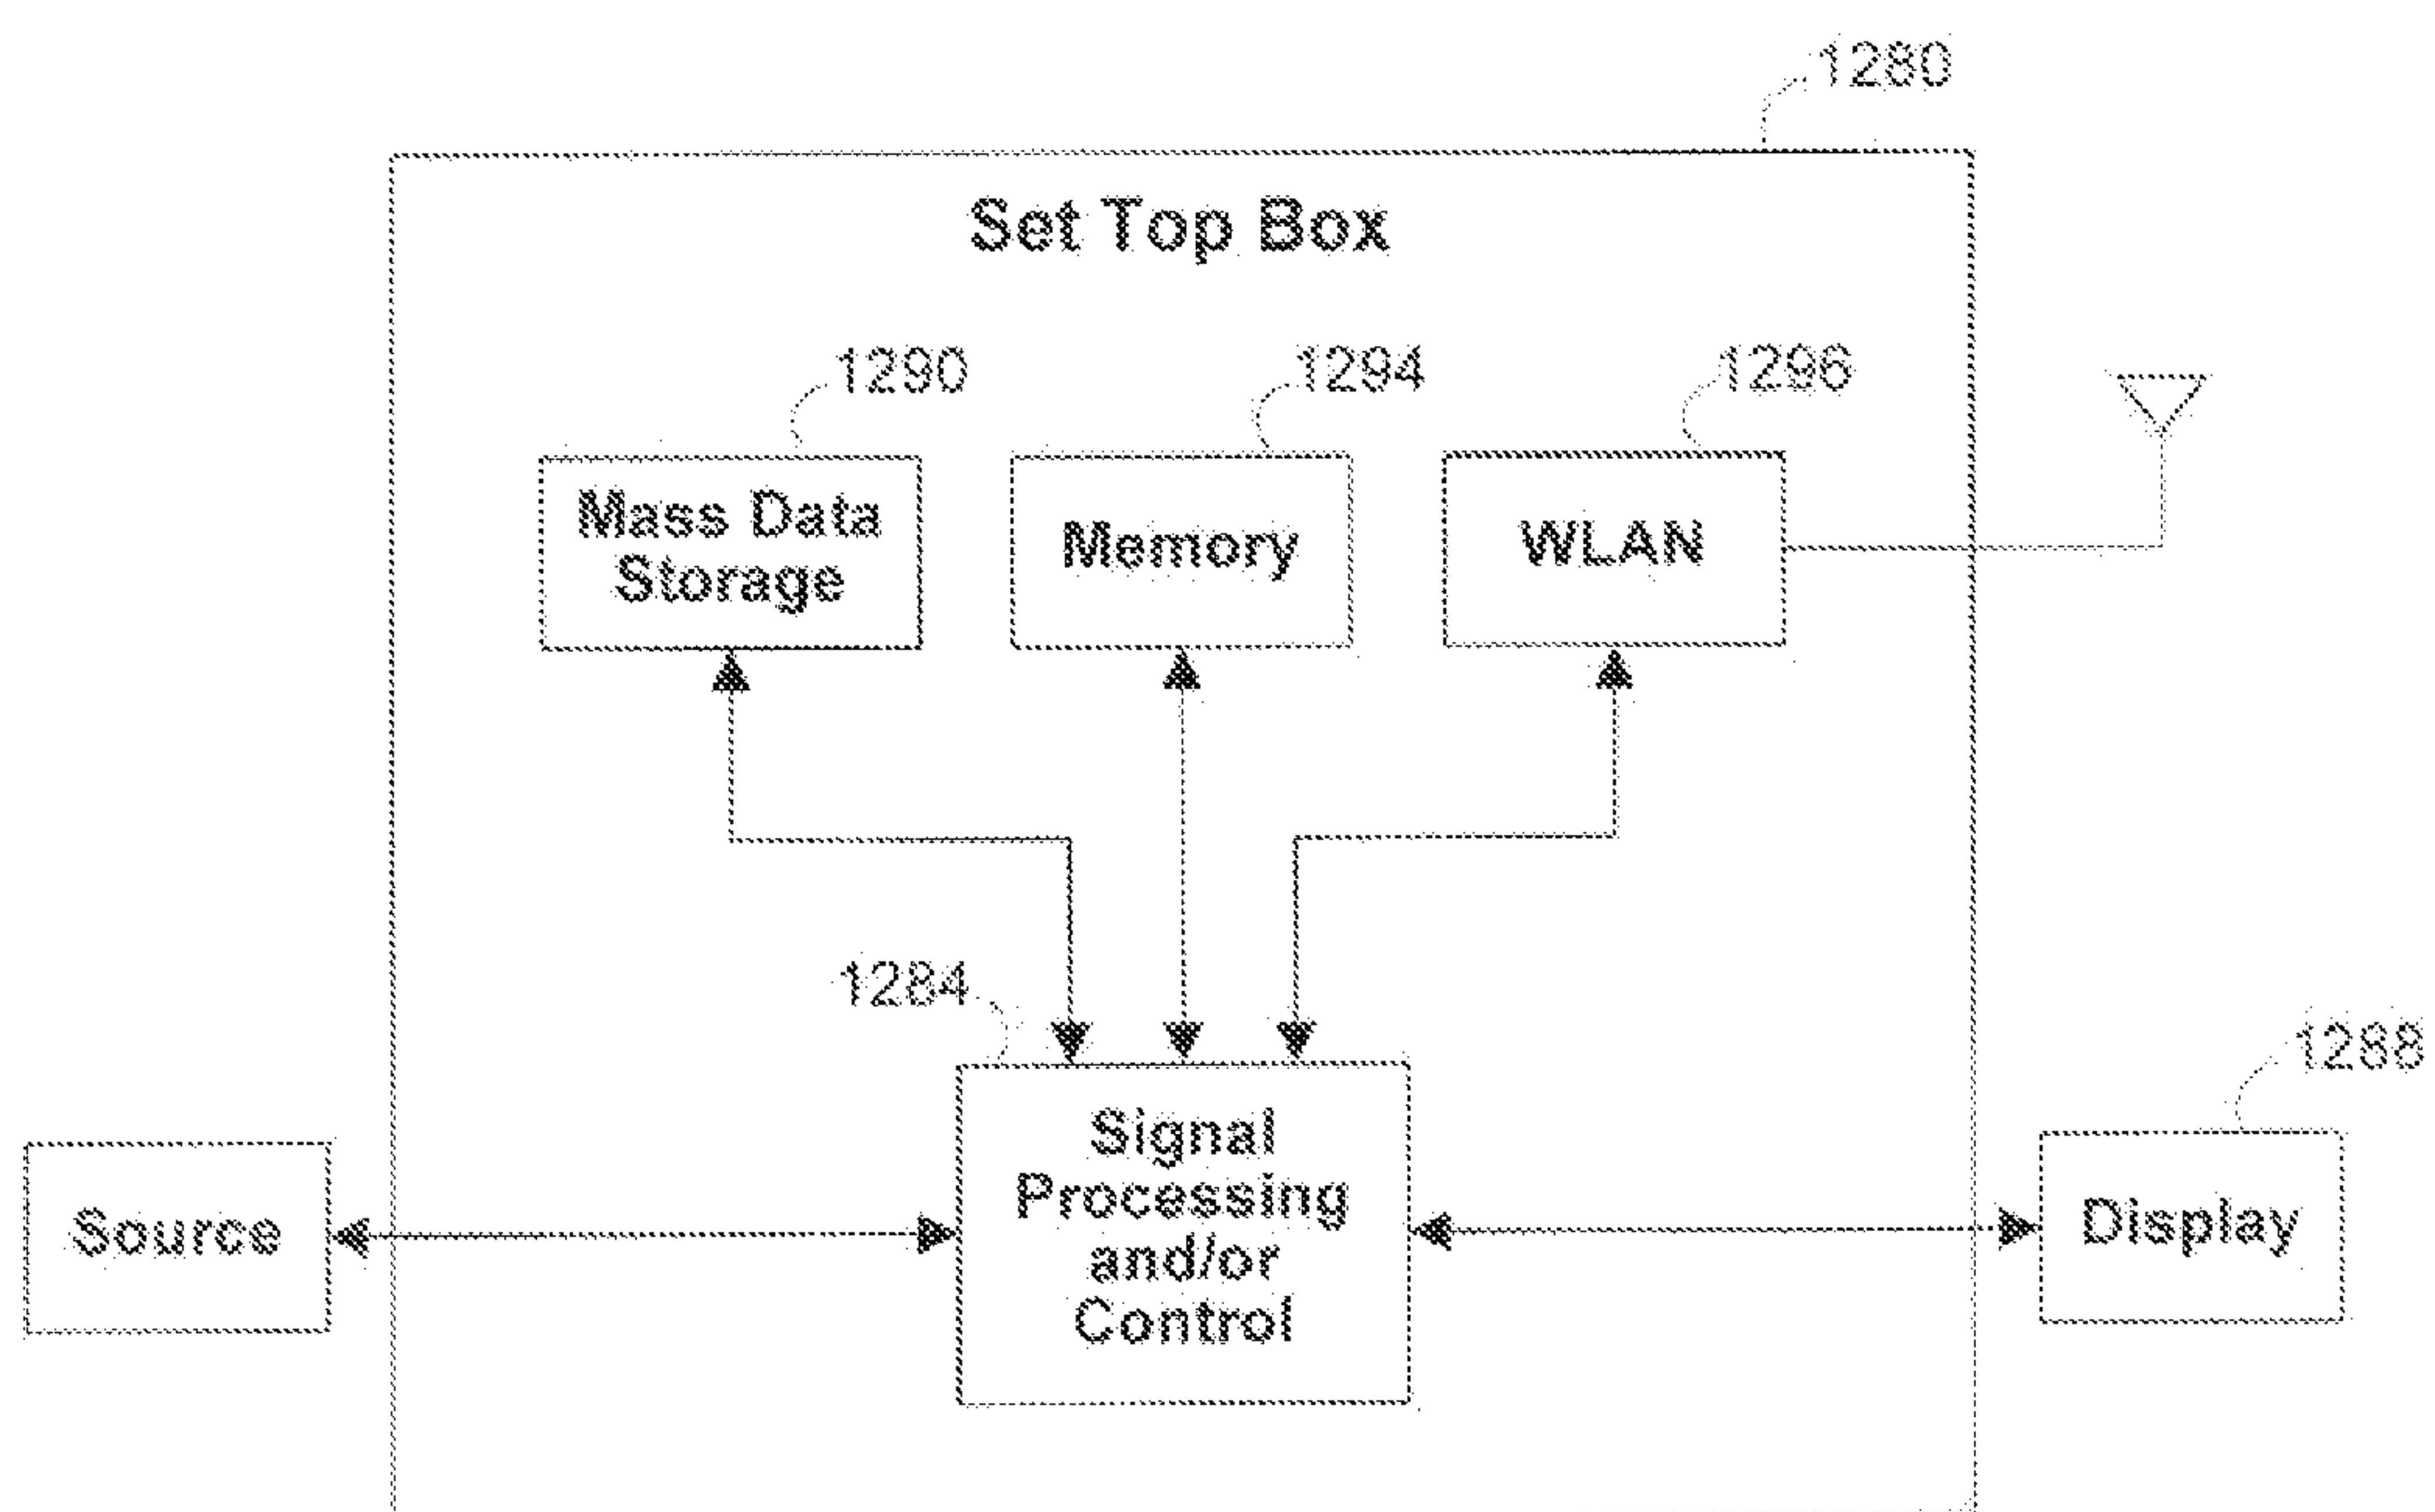 1280
Set Top Box
1290
1294
1296
Mass Data
Storage
Memory
WLAN
1284
1288
Signal
Processing
and/or
Control
Source
Display